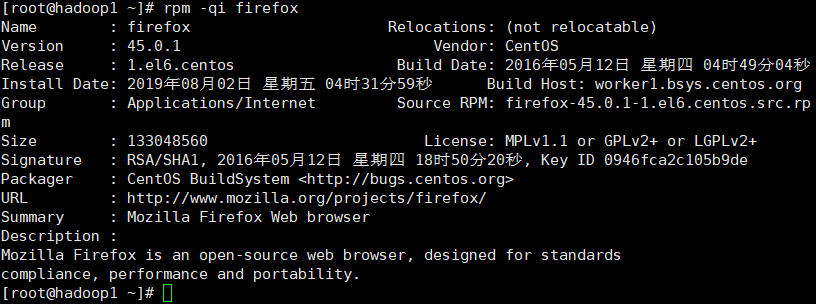 [root@hadoop1 ~]# rpm -qi firefox
Name        : firefox                      Relocations: (not relocatable)
Version     : 45.0.1                            Vendor: CentOS
Release     : 1.el6.centos                  Build Date: 2016年05月12日 星期四 04时49分04秒
Install Date: 2019年08月02日 星期五 04时31分59秒      Build Host: worker1.bsys.centos.org
Group       : Applications/Internet         Source RPM: firefox-45.0.1-1.el6.centos.src.rp
m
Size        : 133048560                        License: MPLv1.1 or GPLv2+ or LGPLv2+
Signature   : RSA/SHA1, 2016年05月12日 星期四 18时50分20秒, Key ID 0946fca2c105b9de
Packager    : CentOS BuildSystem <http://bugs.centos.org>
URL         : http://www.mozilla.org/projects/firefox/
Summary     : Mozilla Firefox Web browser
Description :
Mozilla Firefox is an open-source web browser, designed for standards
compliance, performance and portability.
[root@hadoop1 ~]#